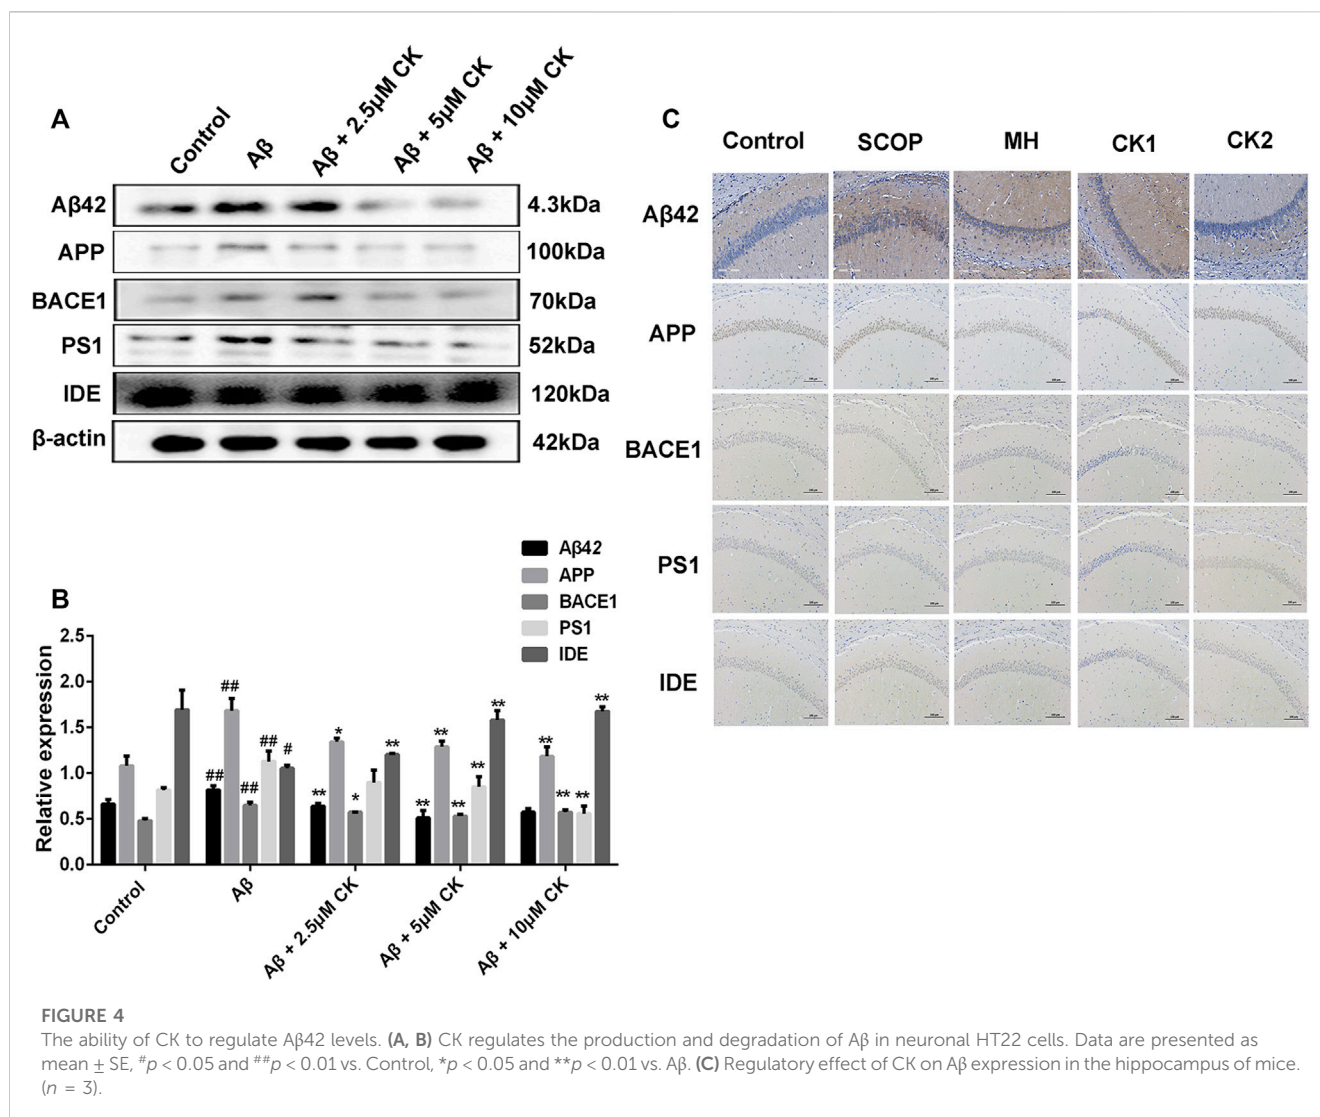 A
Control
Aβ
Aβ + 2.5μM CK
Aβ + 5μM CK
Aβ + 10μM CK
Aβ42 4.3kDa
APP 100kDa
BACE1 70kDa
PS1 52kDa
IDE 120kDa
β-actin 42kDa
B
Aβ42
APP
BACE1
PS1
IDE
Relative expression
2.5
2.0
1.5
1.0
0.5
0.0
## ## ## ## #
** * * **
** ** ** ** **
** ** ** **
Control
Aβ
Aβ + 2.5μM CK
Aβ + 5μM CK
Aβ + 10μM CK
C
Control SCOP MH CK1 CK2
Aβ42
APP
BACE1
PS1
IDE
FIGURE 4
The ability of CK to regulate Aβ42 levels. (A, B) CK regulates the production and degradation of Aβ in neuronal HT22 cells. Data are presented as
mean ± SE, #p < 0.05 and ##p < 0.01 vs. Control, *p < 0.05 and **p < 0.01 vs. Aβ. (C) Regulatory effect of CK on Aβ expression in the hippocampus of mice.
(n = 3).